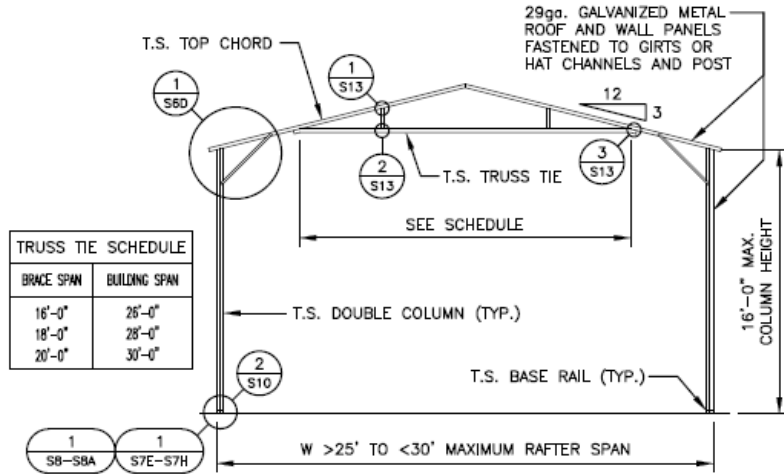 29ga. GALVANIZED METAL
ROOF AND WALL PANELS
FASTENED TO GIRTS OR
HAT CHANNELS AND POST
T.S. TOP CHORD
1
S13
1
S6D
12
3
2
S13
3
S13
T.S. TRUSS TIE
SEE SCHEDULE
TRUSS TIE SCHEDULE
BRACE SPAN BUILDING SPAN
16'-0" 26'-0"
18'-0" 28'-0"
20'-0" 30'-0"
16'-0" MAX.
COLUMN HEIGHT
T.S. DOUBLE COLUMN (TYP.)
2
S10
T.S. BASE RAIL (TYP.)
1
S8-S8A
1
S7E-S7H
W >25' TO <30' MAXIMUM RAFTER SPAN